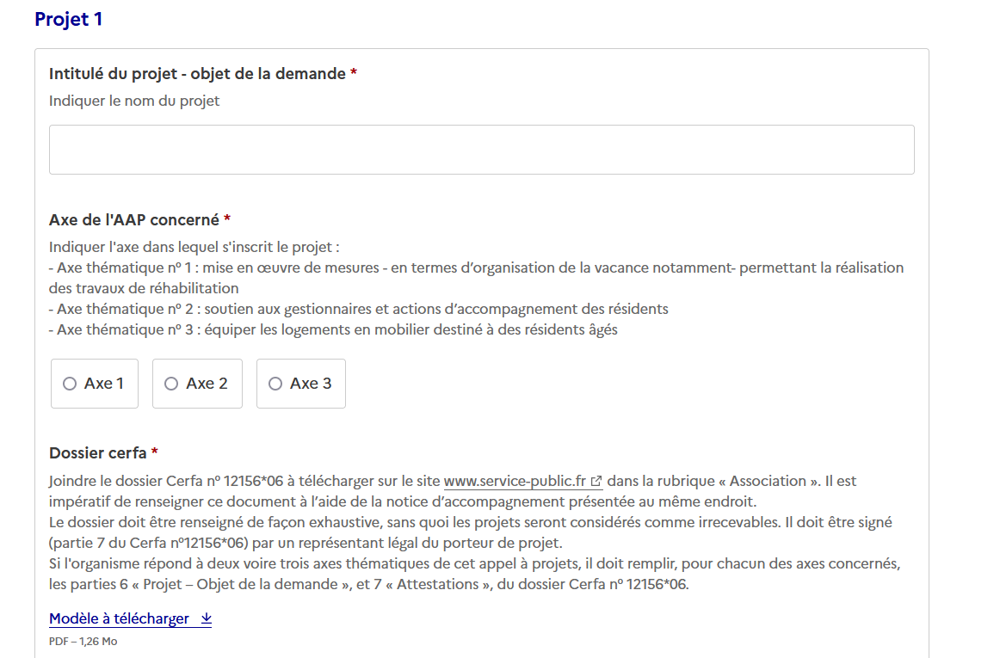 Projet 1
Intitulé du projet - objet de la demande *
Indiquer le nom du projet
Axe de l'AAP concerné *
Indiquer l'axe dans lequel s'inscrit le projet :
- Axe thématique nº 1 : mise en œuvre de mesures - en termes d’organisation de la vacance notamment- permettant la réalisation
des travaux de réhabilitation
- Axe thématique nº 2 : soutien aux gestionnaires et actions d’accompagnement des résidents
- Axe thématique nº 3 : équiper les logements en mobilier destiné à des résidents âgés
Axe 1 Axe 2 Axe 3
Dossier cerfa *
Joindre le dossier Cerfa nº 12156*06 à télécharger sur le site www.service-public.fr dans la rubrique « Association ». Il est
impératif de renseigner ce document à l’aide de la notice d’accompagnement présentée au même endroit.
Le dossier doit être renseigné de façon exhaustive, sans quoi les projets seront considérés comme irrecevables. Il doit être signé
(partie 7 du Cerfa nº12156*06) par un représentant légal du porteur de projet.
Si l'organisme répond à deux voire trois axes thématiques de cet appel à projets, il doit remplir, pour chacun des axes concernés,
les parties 6 « Projet – Objet de la demande », et 7 « Attestations », du dossier Cerfa nº 12156*06.
Modèle à télécharger
PDF – 1,26 Mo